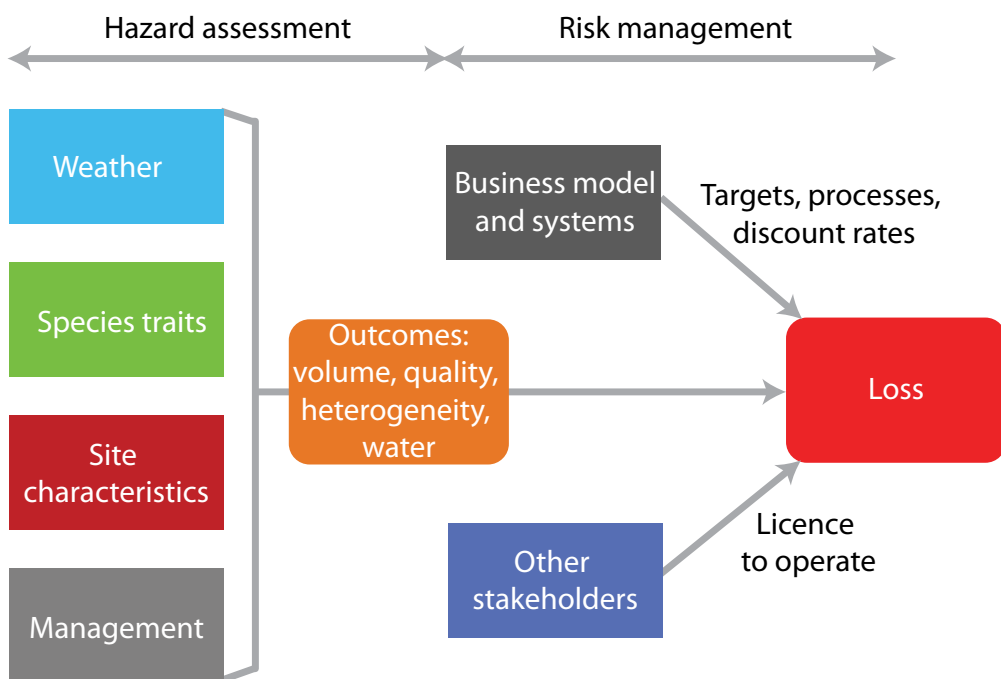 Hazard assessment
Risk management
Weather
Species traits
Site
characteristics
Management
Outcomes:
volume, quality,
heterogeneity,
water
Business model
and systems
Targets, processes,
discount rates
Loss
Other
stakeholders
Licence
to operate